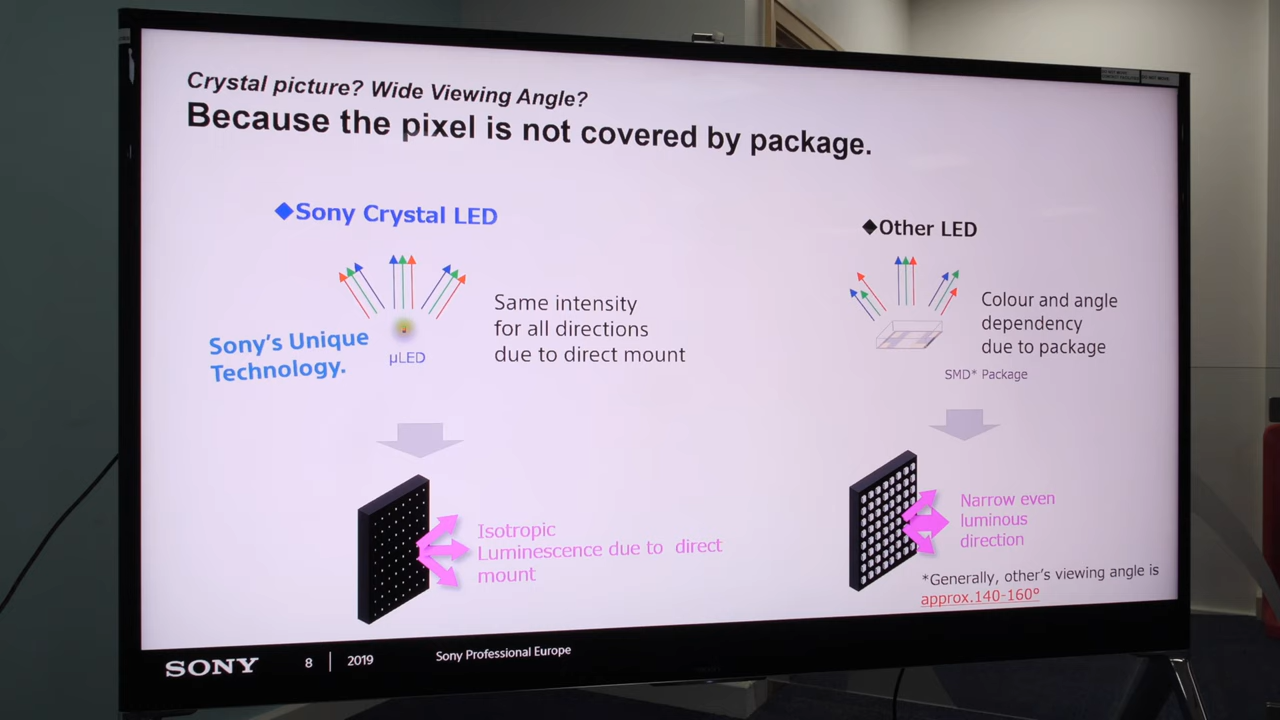 Crystal picture? Wide Viewing Angle?
Because the pixel is not covered by package.
◆Sony Crystal LED
Sony's Unique
Technology.
µLED
Same intensity
for all directions
due to direct mount
Isotropic
Luminescence due to direct
mount
◆Other LED
Colour and angle
dependency
due to package
SMD* Package
Narrow even
luminous
direction
*Generally, other's viewing angle is
approx.140-160°
SONY
8
2019
Sony Professional Europe